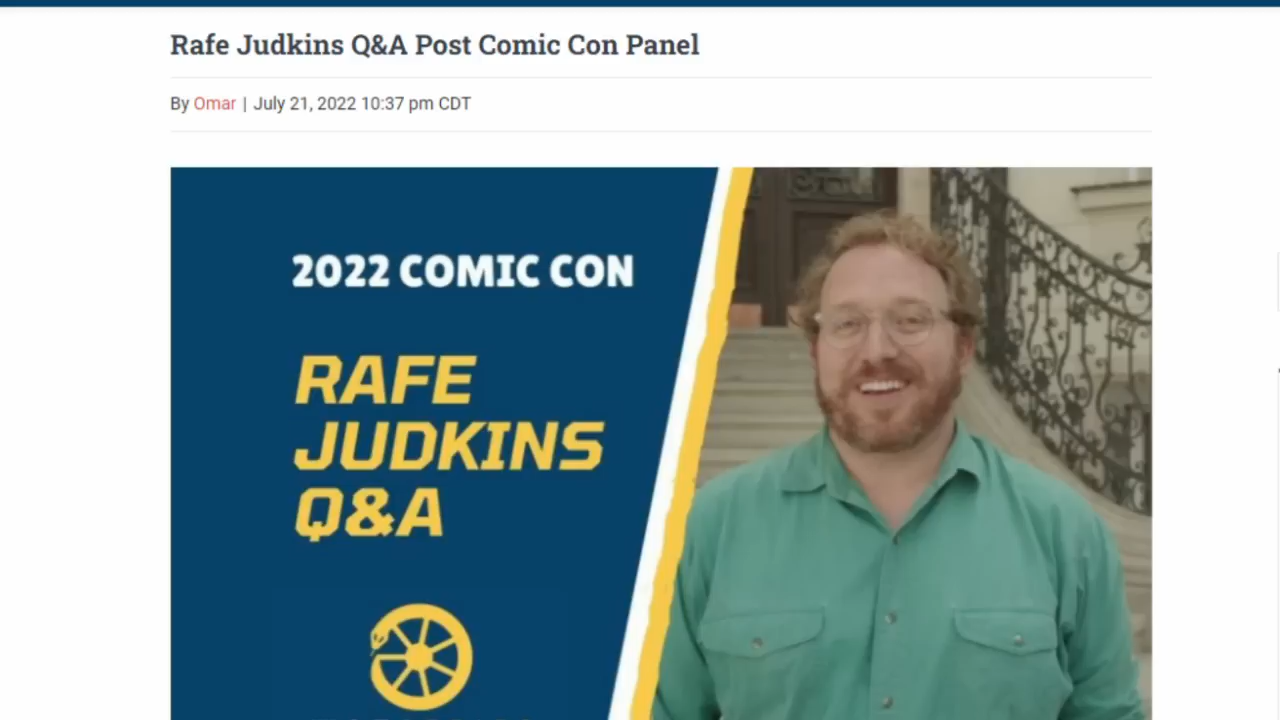 Rafe Judkins Q&A Post Comic Con Panel
By Omar | July 21, 2022 10:37 pm CDT
2022 COMIC CON
RAFE
JUDKINS
Q&A